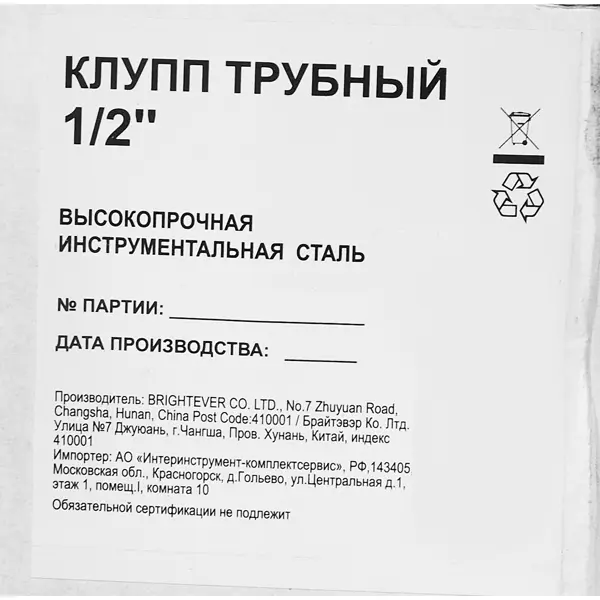 КЛУПП ТРУБНЫЙ
1/2"
ВЫСОКОПРОЧНАЯ
ИНСТРУМЕНТАЛЬНАЯ СТАЛЬ
№ ПАРТИИ: ____________________
ДАТА ПРОИЗВОДСТВА: ________
Производитель: BRIGHTEVER CO. LTD., No.7 Zhuyuan Road,
Changsha, Hunan, China Post Code:410001 / Брайтэвэр Ко. Лтд.
Улица №7 Джуюань, г.Чангша, Пров. Хунань, Китай, индекс
410001
Импортер: АО «Интеринструмент-комплектсервис», РФ,143405
Московская обл., Красногорск, д.Гольево, ул.Центральная д.1,
этаж 1, помещ.I, комната 10
Обязательной сертификации не подлежит